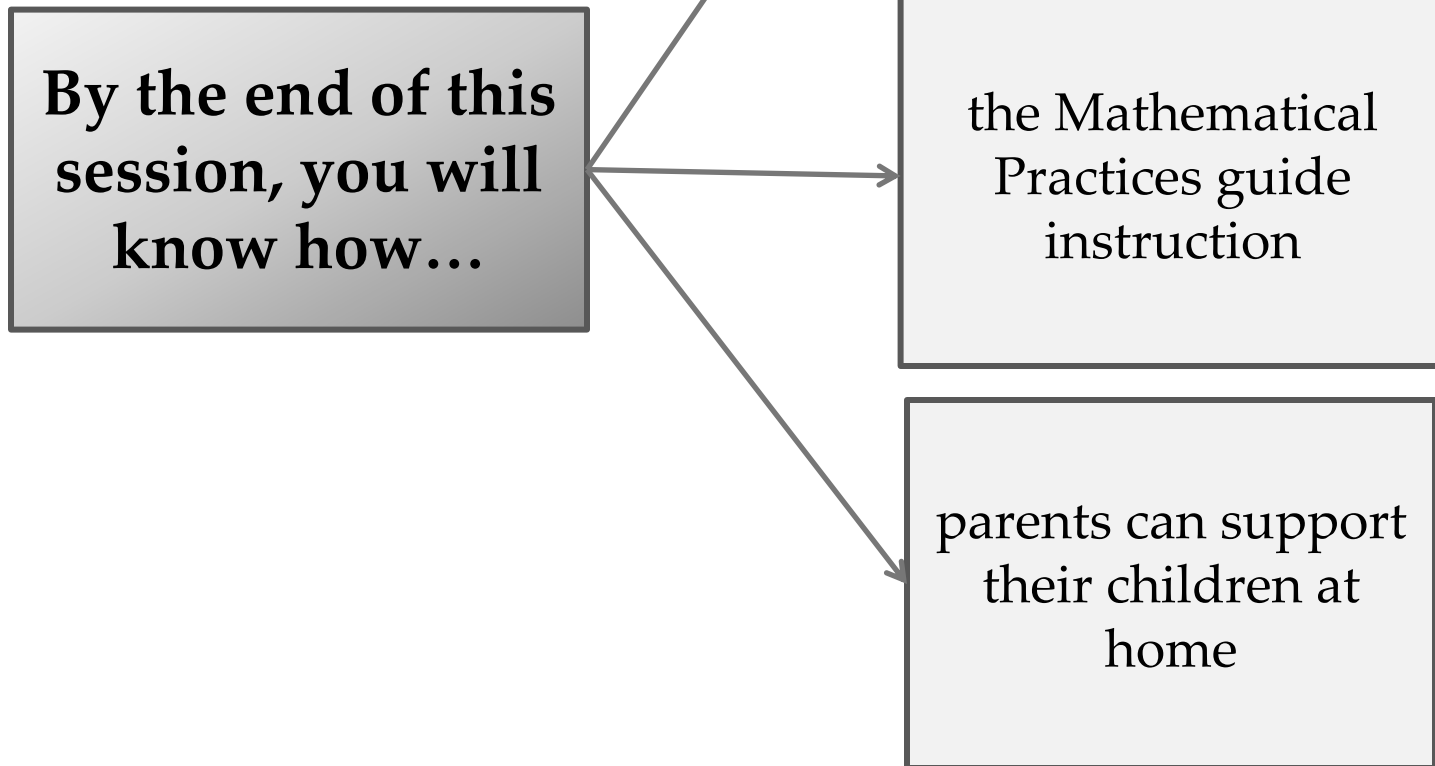 By the end of this
session, you will
know how…
the Mathematical
Practices guide
instruction
parents can support
their children at
home